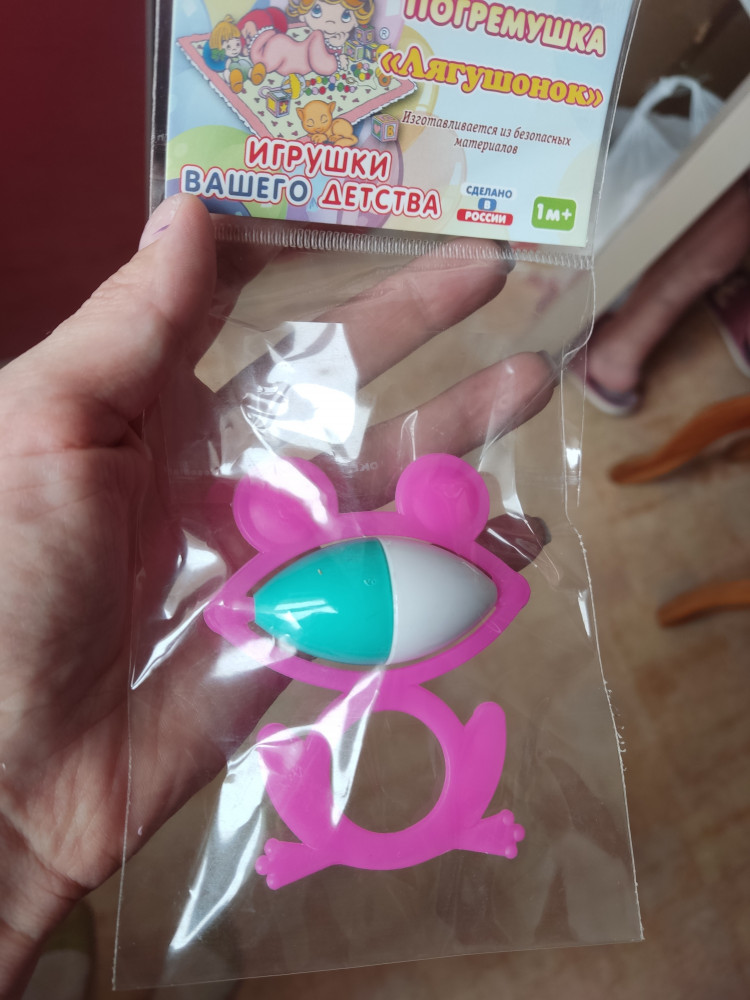 ПОГРЕМУШКА
«Лягушонок»
Изготавливается из безопасных
материалов
ИГРУШКИ
ВАШЕГО ДЕТСТВА
СДЕЛАНО
В
РОССИИ
1м+